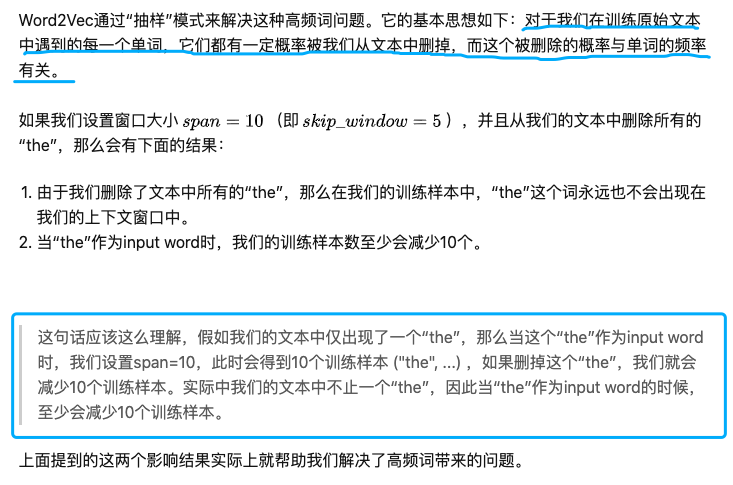 Word2Vec通过“抽样”模式来解决这种高频词问题。它的基本思想如下：对于我们在训练原始文本
中遇到的每一个单词，它们都有一定概率被我们从文本中删掉，而这个被删除的概率与单词的频率
有关。
如果我们设置窗口大小 span = 10 （即 skip_window = 5），并且从我们的文本中删除所有的
“the”，那么会有下面的结果：
1. 由于我们删除了文本中所有的“the”，那么在我们的训练样本中，“the”这个词永远也不会出现在
我们的上下文窗口中。
2. 当“the”作为input word时，我们的训练样本数至少会减少10个。
这句话应该这么理解，假如我们的文本中仅出现了一个“the”，那么当这个“the”作为input word
时，我们设置span=10，此时会得到10个训练样本 ("the", ...) ，如果删掉这个“the”，我们就会
减少10个训练样本。实际中我们的文本中不止一个“the”，因此当“the”作为input word的时候，
至少会减少10个训练样本。
上面提到的这两个影响结果实际上就帮助我们解决了高频词带来的问题。